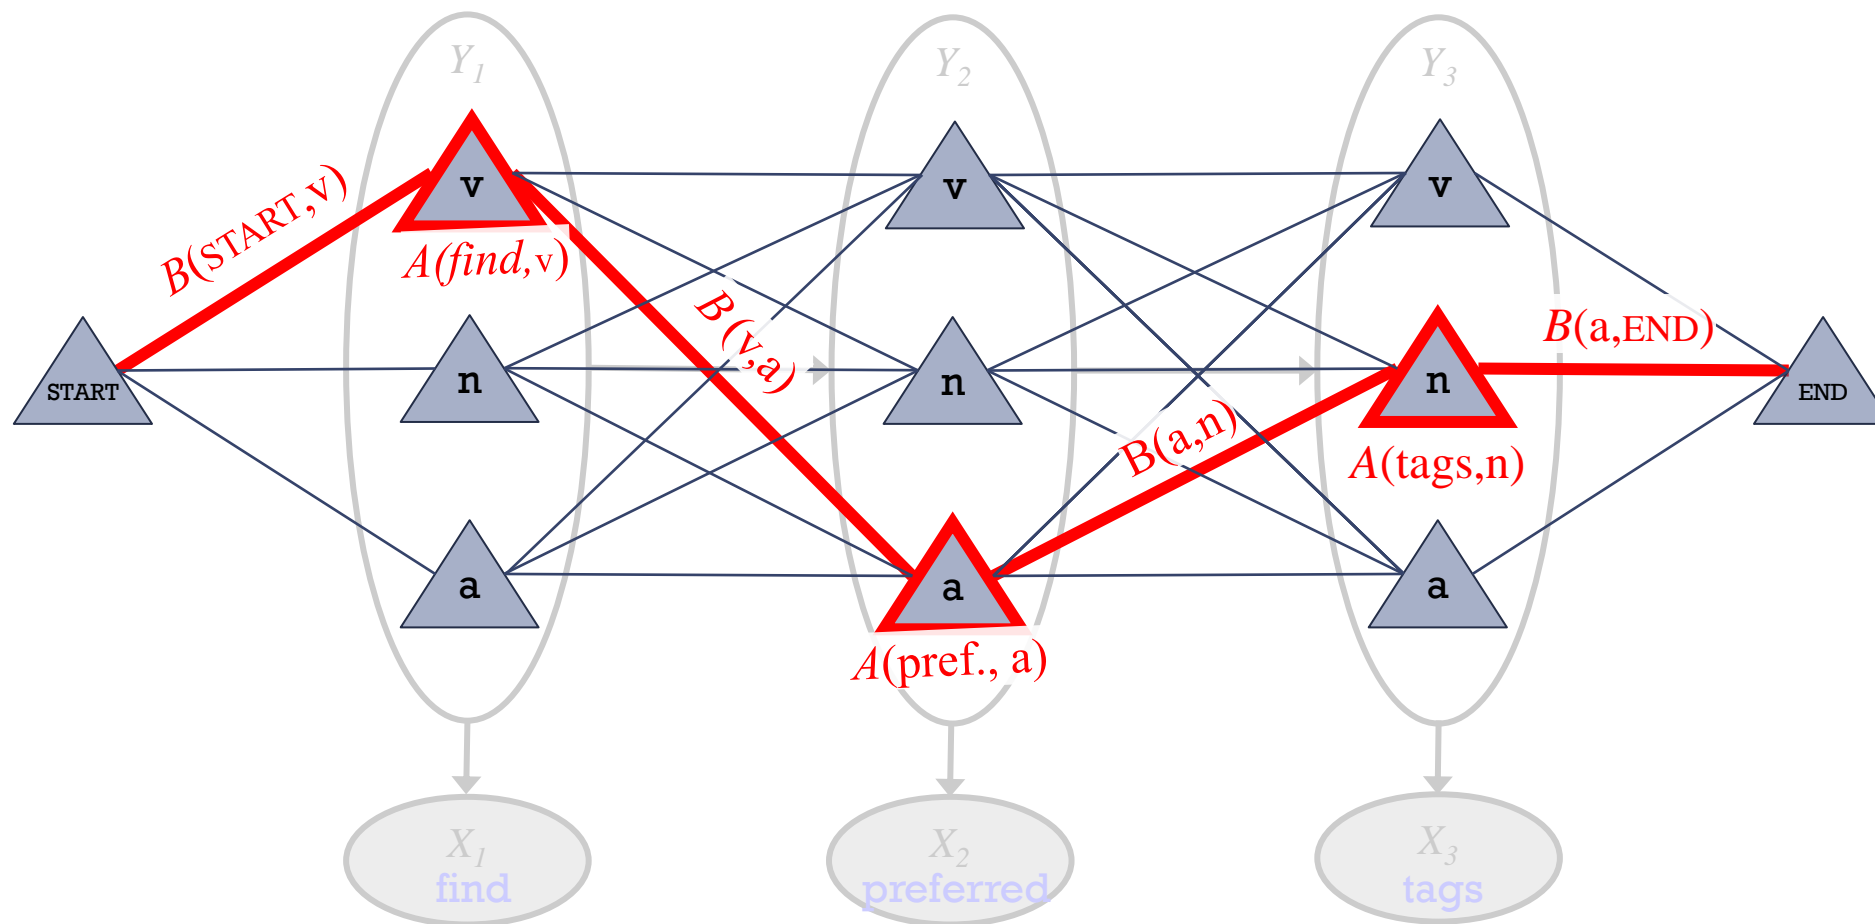 Y1
Y2
Y3
v
v
v
B(START,v)
A(find,v)
B (v,a)
B(a,END)
START
n
n
n
END
B(a,n)
A(tags,n)
a
a
a
A(pref., a)
X1
X2
X3
find
preferred
tags